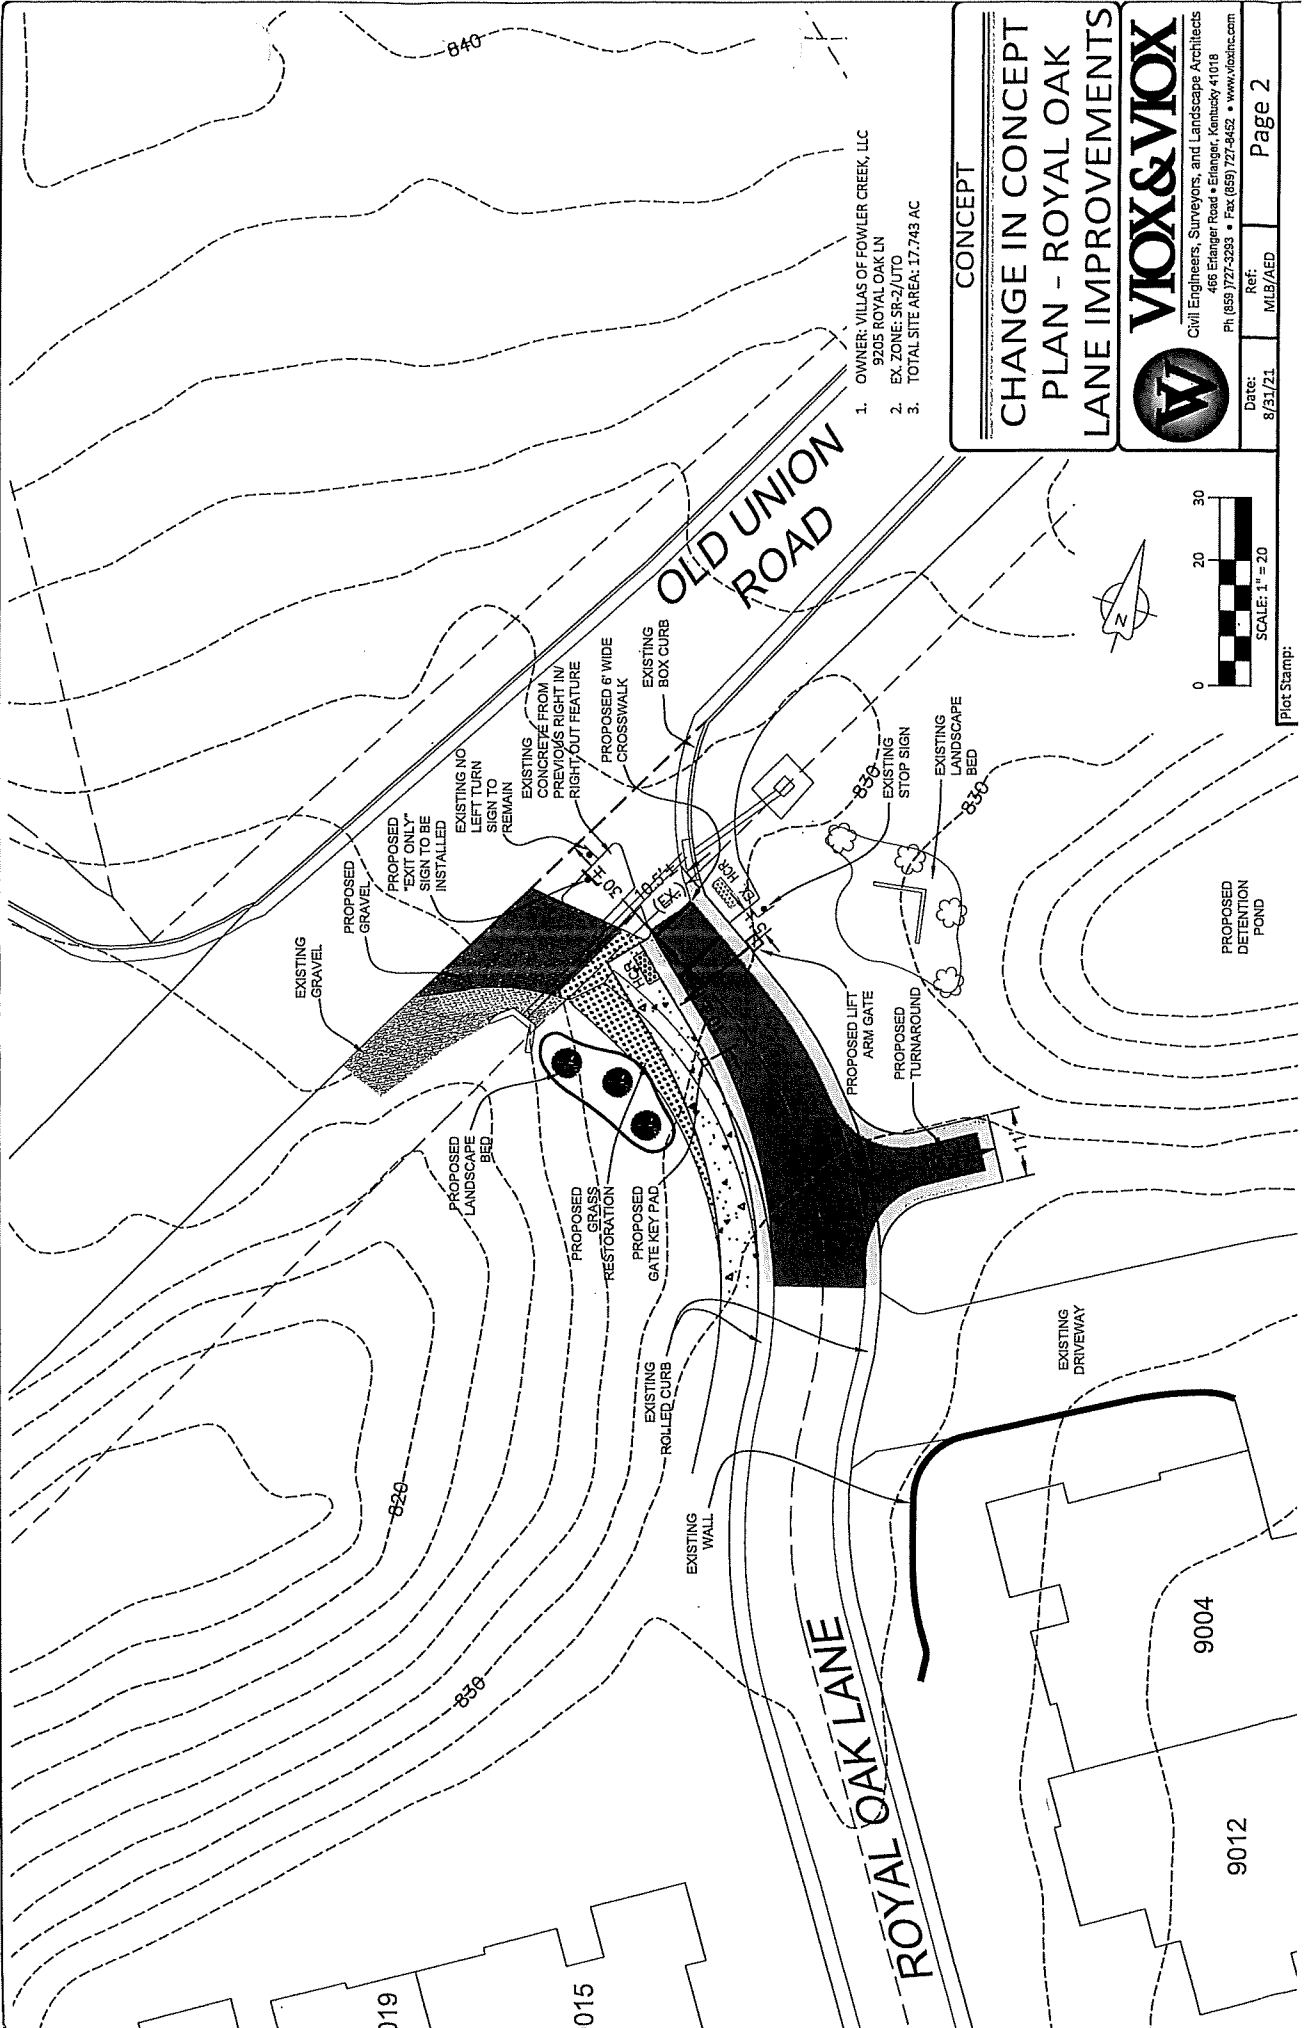 840
1. OWNER: VILLAS OF FOWLER CREEK, LLC
9205 ROYAL OAK LN
2. EX. ZONE: SR-2/UTO
3. TOTAL SITE AREA: 17.743 AC
OLD UNION
ROAD
EXISTING
GRAVEL
PROPOSED
GRAVEL
PROPOSED
"EXIT ONLY"
SIGN TO BE
INSTALLED
EXISTING NO
LEFT TURN
SIGN TO
REMAIN
EXISTING
CONCRETE FROM
PREVIOUS RIGHT IN/
RIGHT OUT FEATURE
PROPOSED 6' WIDE
CROSSWALK
EXISTING
BOX CURB
30'±
(EX.)
HCR
EX. HCR
830
EXISTING
STOP SIGN
EXISTING
LANDSCAPE
BED
830
PROPOSED
DETENTION
POND
PROPOSED LIFT
ARM GATE
PROPOSED
TURNAROUND
11'
PROPOSED
LANDSCAPE
BED
PROPOSED
GRASS
RESTORATION
PROPOSED
GATE KEY PAD
EXISTING
ROLLED CURB
EXISTING
DRIVEWAY
EXISTING
WALL
820
830
ROYAL OAK LANE
9004
9012
019
015
N
0 20 30
SCALE: 1" = 20
Plot Stamp:
CONCEPT
CHANGE IN CONCEPT
PLAN - ROYAL OAK
LANE IMPROVEMENTS
VIOX & VIOX
Civil Engineers, Surveyors, and Landscape Architects
466 Erlanger Road • Erlanger, Kentucky 41018
Ph (859 )727-3293 • Fax (859) 727-8452 • www.vioxinc.com
Date:
8/31/21
Ref:
MLB/AED
Page 2